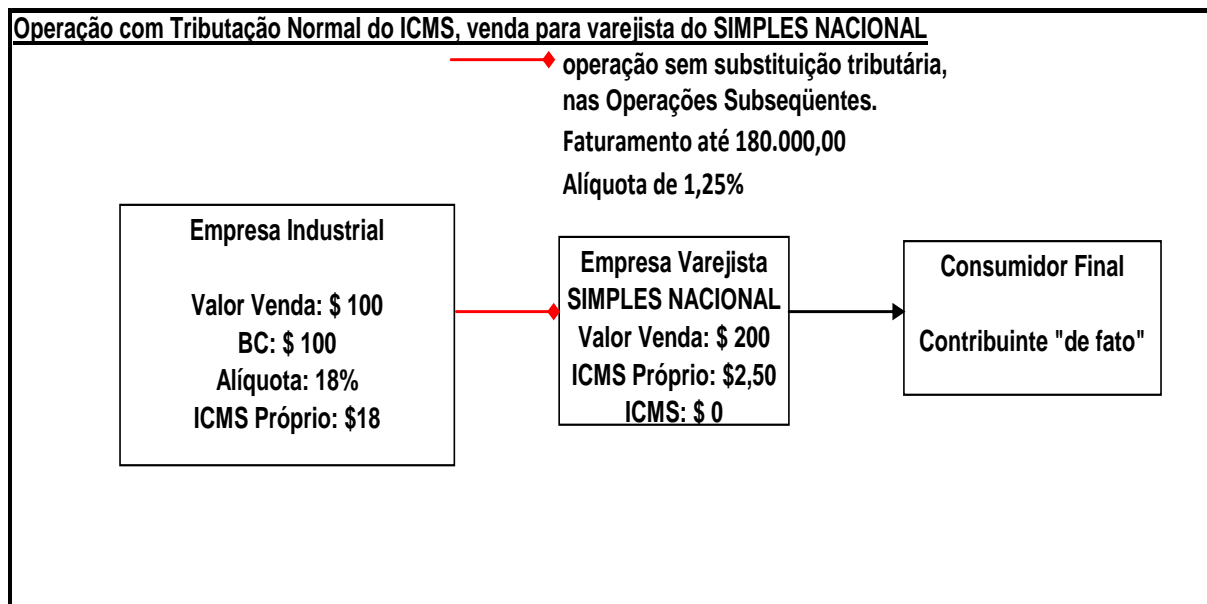 Operação com Tributação Normal do ICMS, venda para varejista do SIMPLES NACIONAL
operação sem substituição tributária,
nas Operações Subseqüentes.
Faturamento até 180.000,00
Alíquota de 1,25%
Empresa Industrial
Valor Venda: $ 100
BC: $ 100
Alíquota: 18%
ICMS Próprio: $18
Empresa Varejista
SIMPLES NACIONAL
Valor Venda: $ 200
ICMS Próprio: $2,50
ICMS: $ 0
Consumidor Final
Contribuinte "de fato"